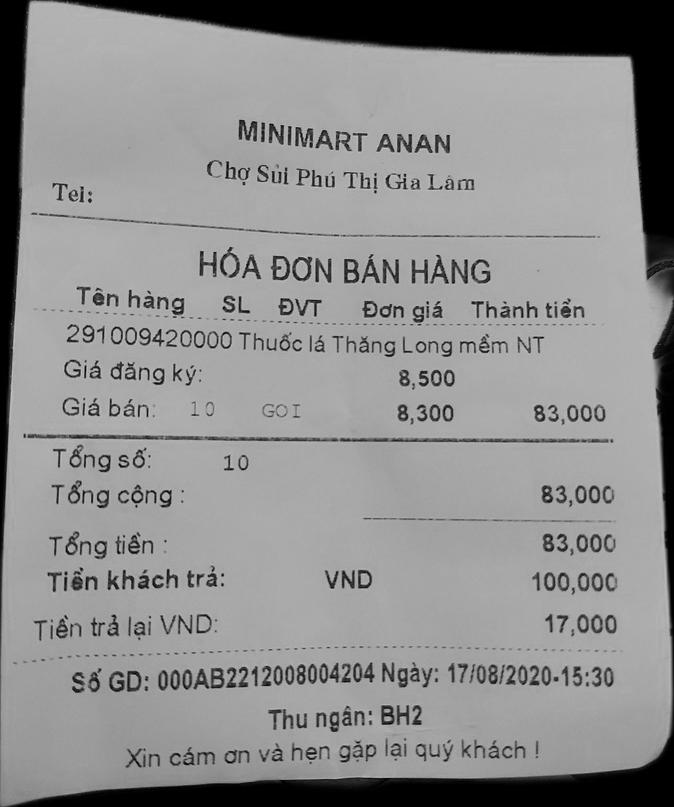 MINIMART ANAN
Chợ Sủi Phú Thị Gia Lâm
Tel:
HÓA ĐƠN BÁN HÀNG
Tên hàng SL ĐVT Đơn giá Thành tiền
291009420000 Thuốc lá Thăng Long mềm NT
Giá đăng ký: 8,500
Giá bán: 10 GOI 8,300 83,000
Tổng số: 10
Tổng cộng : 83,000
Tổng tiền : 83,000
Tiền khách trả: VND 100,000
Tiền trả lại VND: 17,000
Số GD: 000AB2212008004204 Ngày: 17/08/2020-15:30
Thu ngân: BH2
Xin cám ơn và hẹn gặp lại quý khách !